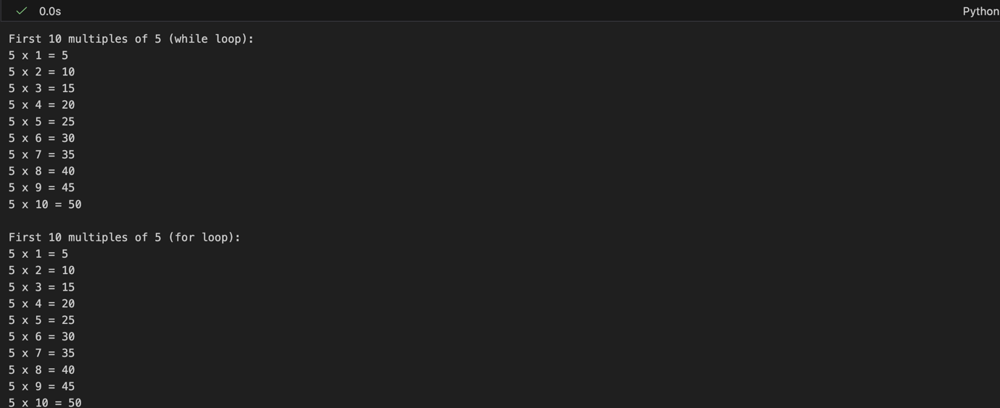 0.0s
Python
First 10 multiples of 5 (while loop):
5 x 1 = 5
5 x 2 = 10
5 x 3 = 15
5 x 4 = 20
5 x 5 = 25
5 x 6 = 30
5 x 7 = 35
5 x 8 = 40
5 x 9 = 45
5 x 10 = 50
First 10 multiples of 5 (for loop):
5 x 1 = 5
5 x 2 = 10
5 x 3 = 15
5 x 4 = 20
5 x 5 = 25
5 x 6 = 30
5 x 7 = 35
5 x 8 = 40
5 x 9 = 45
5 x 10 = 50